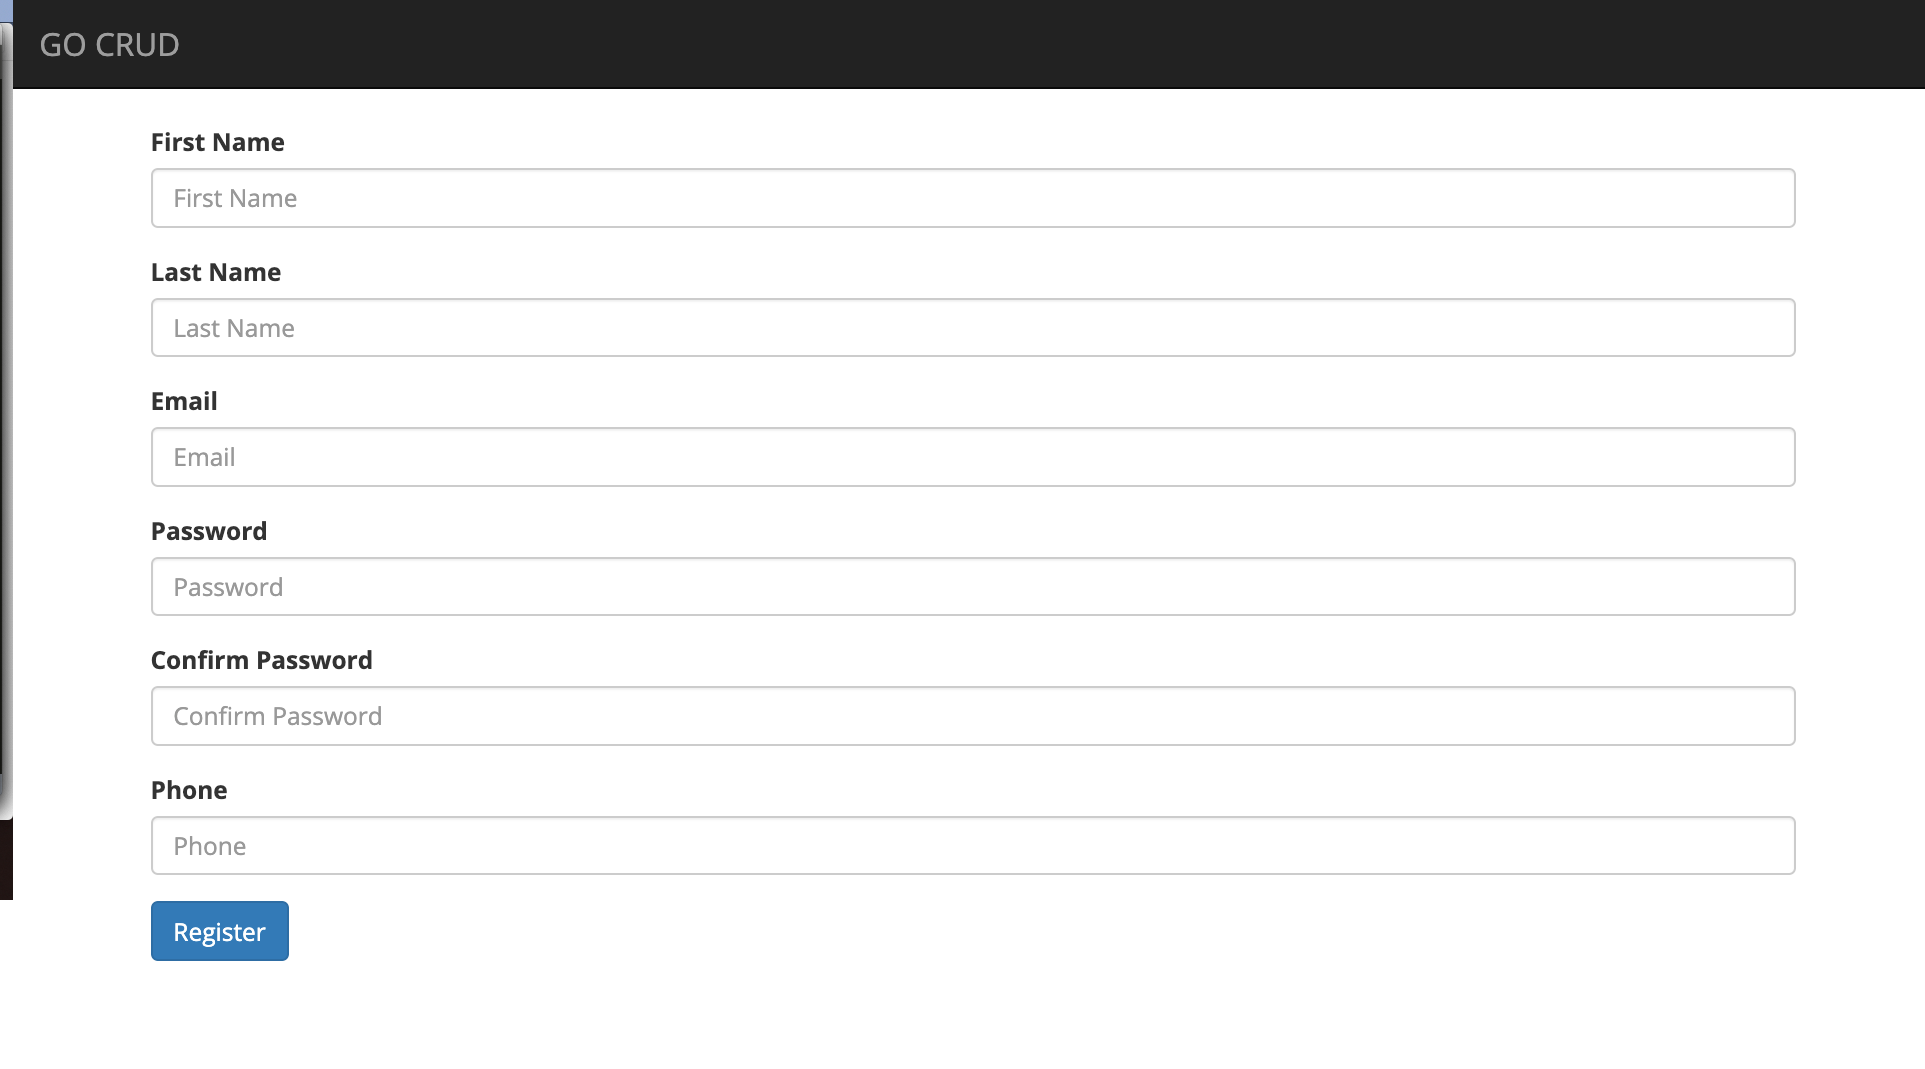 GO CRUD
First Name
First Name
Last Name
Last Name
Email
Email
Password
Password
Confirm Password
Confirm Password
Phone
Phone
Register